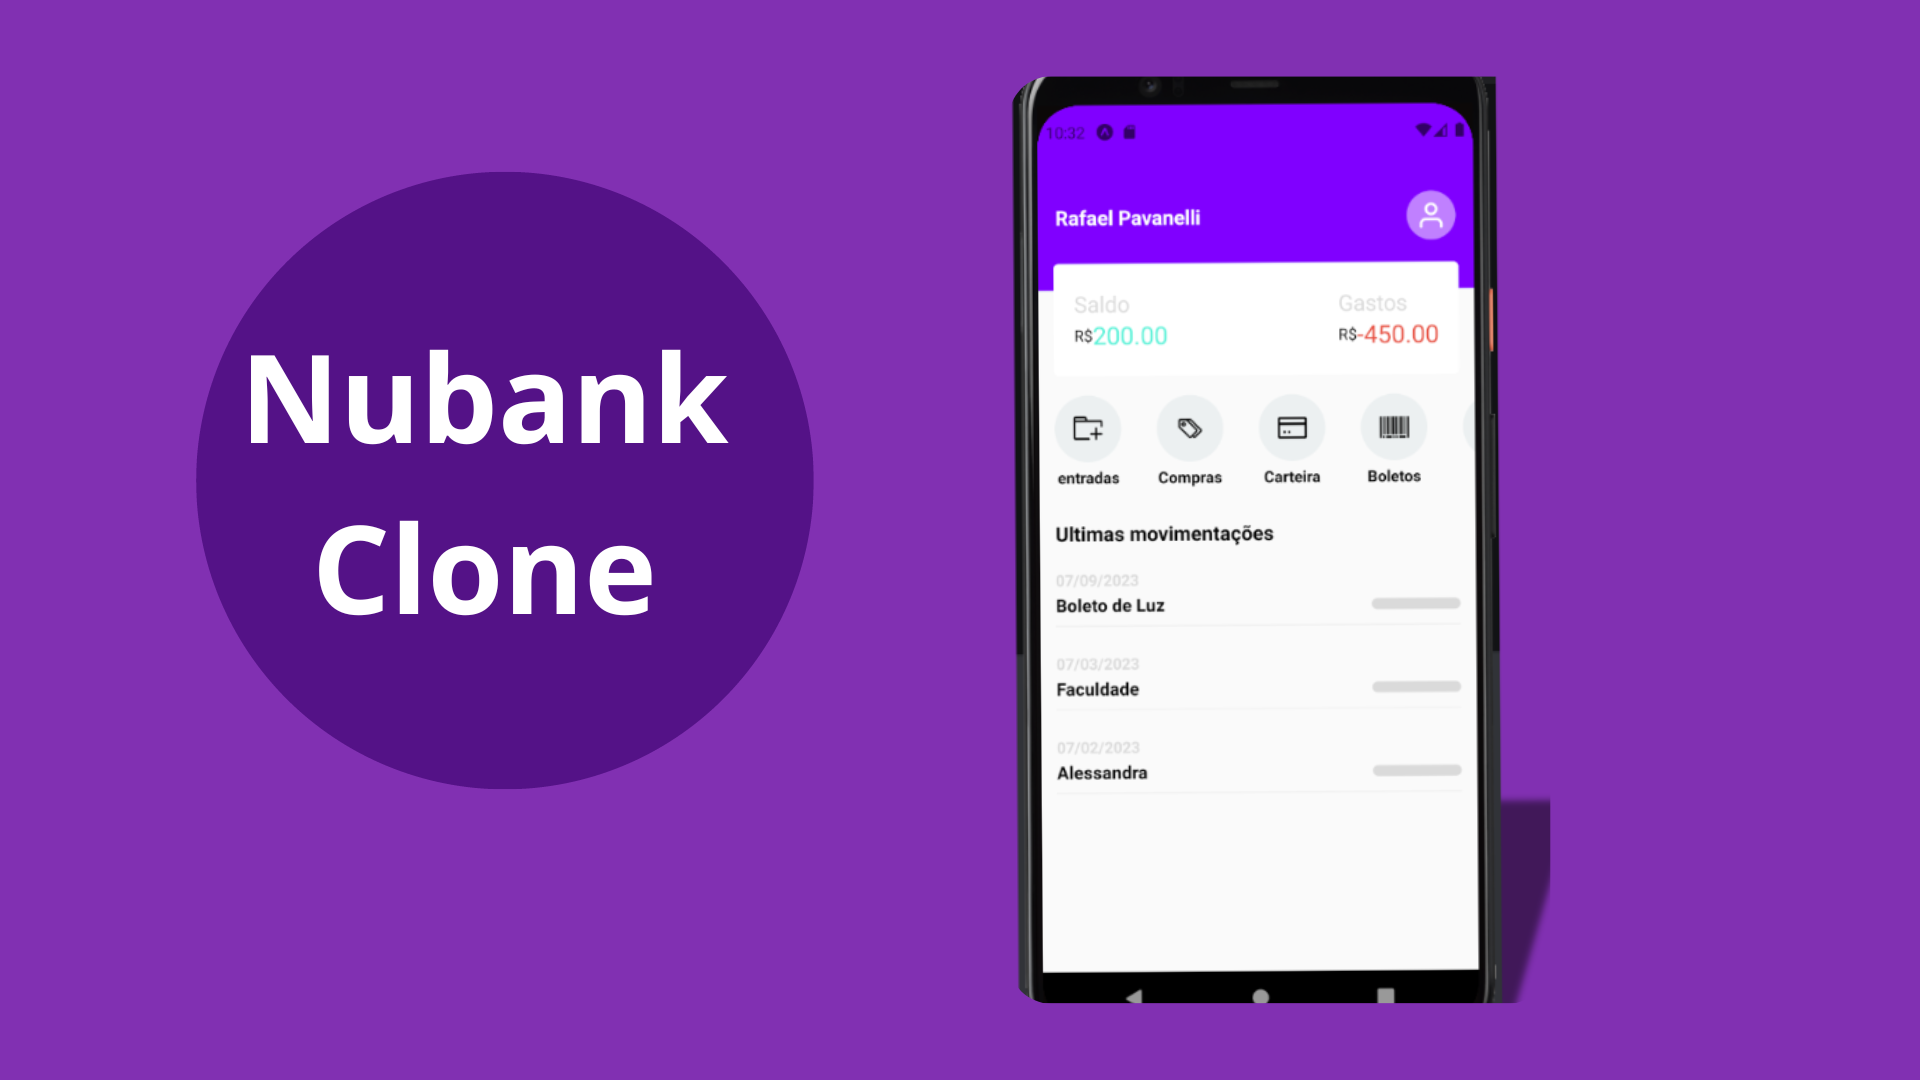 Nubank
Clone
10:32
Rafael Pavanelli
Saldo
Gastos
R$200.00
R$-450.00
entradas
Compras
Carteira
Boletos
Ultimas movimentações
07/09/2023
Boleto de Luz
07/03/2023
Faculdade
07/02/2023
Alessandra